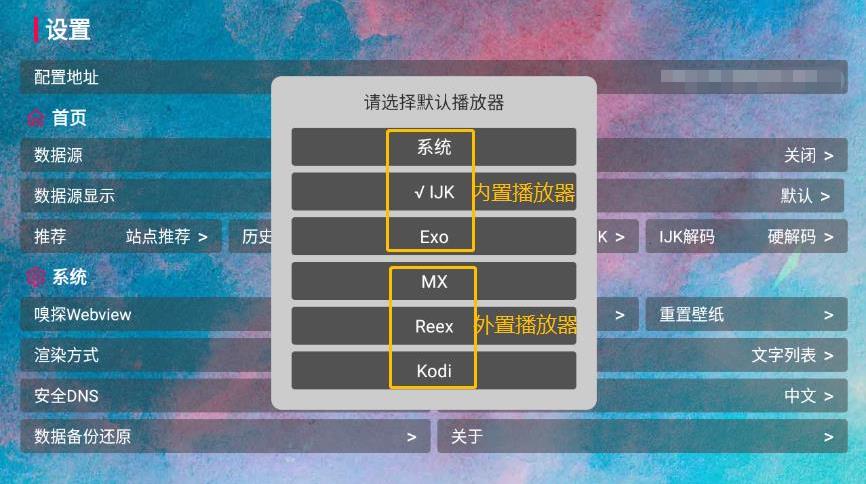 设置
配置地址
请选择默认播放器
首页
系统
数据源
关闭 >
√ IJK
内置播放器
数据源显示
默认 >
推荐
站点推荐 >
历史
Exo
K >
IJK解码
硬解码 >
系统
MX
嗅探Webview
Reex
外置播放器
>
重置壁纸
>
渲染方式
文字列表 >
Kodi
安全DNS
中文 >
数据备份还原
>
关于
>